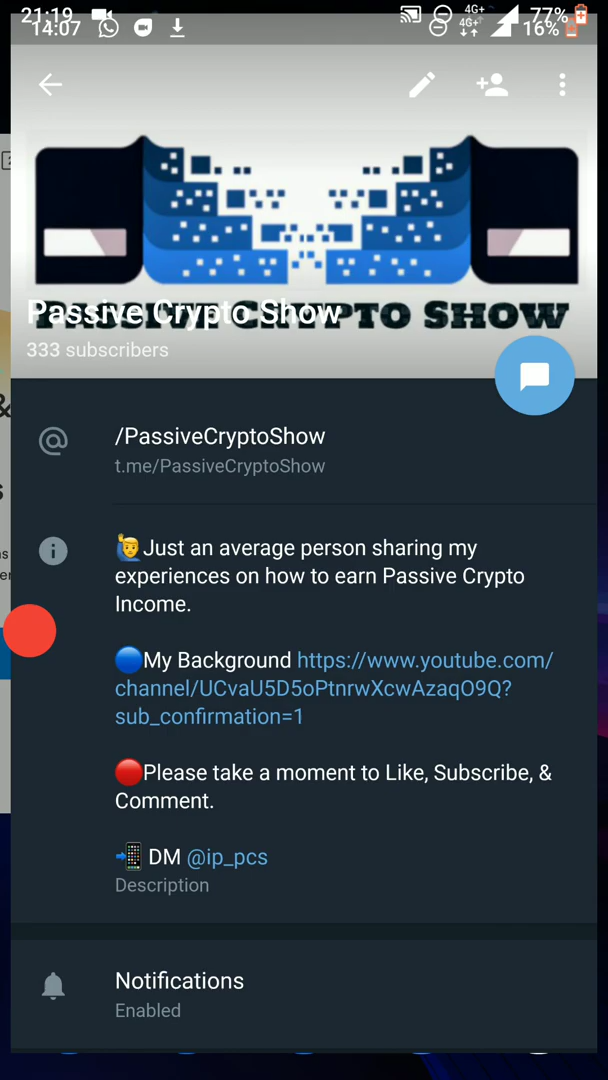 21:19
4G+
77%
14:07
4G+
16%
PASSIVE CRYPTO SHOW
Passive Crypto Show
333 subscribers
/PassiveCryptoShow
t.me/PassiveCryptoShow
🙋‍♂️Just an average person sharing my
experiences on how to earn Passive Crypto
Income.
🔵My Background https://www.youtube.com/
channel/UCvaU5D5oPtnrwXcwAzaqO9Q?
sub_confirmation=1
🔴Please take a moment to Like, Subscribe, &
Comment.
📲 DM @ip_pcs
Description
Notifications
Enabled
&